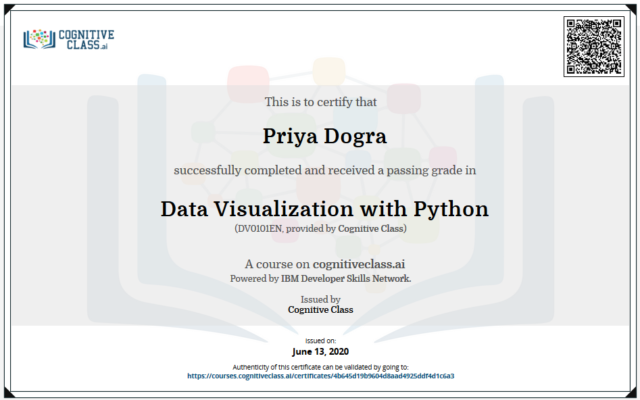 COGNITIVE
CLASS.ai
This is to certify that
Priya Dogra
successfully completed and received a passing grade in
Data Visualization with Python
(DV0101EN, provided by Cognitive Class)
A course on cognitiveclass.ai
Powered by IBM Developer Skills Network.
Issued by
Cognitive Class
Issued on:
June 13, 2020
Authenticity of this certificate can be validated by going to:
https://courses.cognitiveclass.ai/certificates/4b645d19b9604d8aad4925ddf4d1c6a3